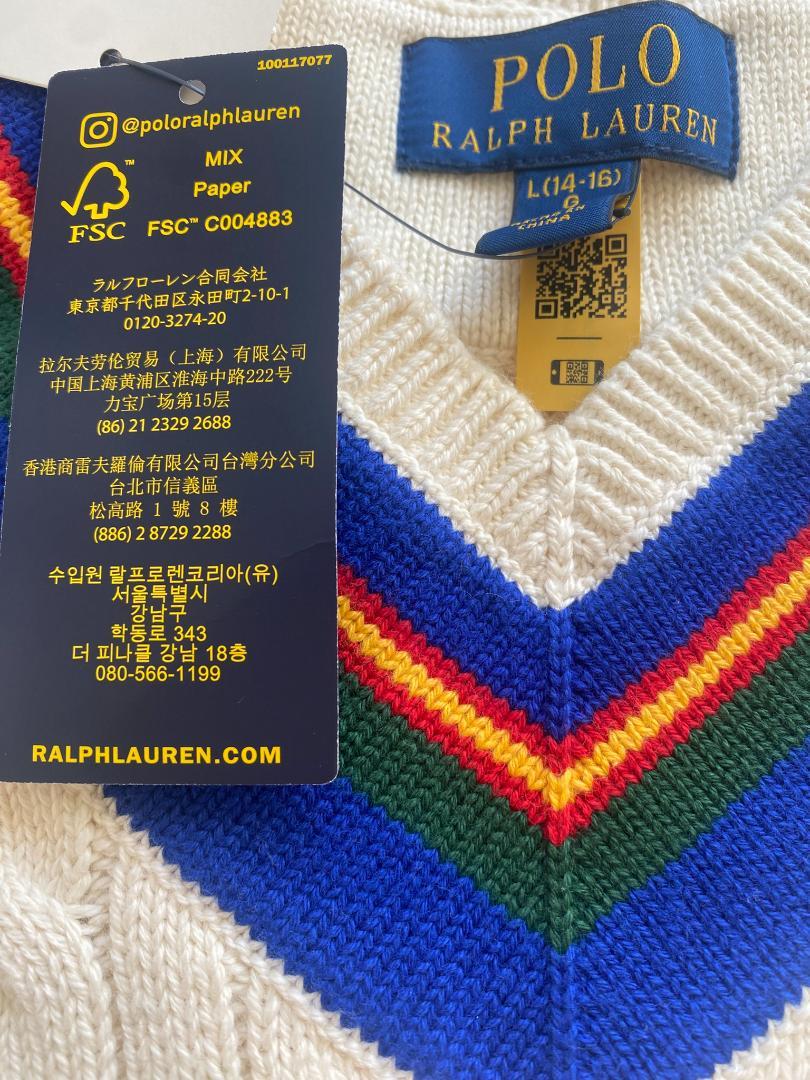 100117077
@poloralphlauren
MIX
Paper
FSC™ C004883
FSC
ラルフローレン合同会社
東京都千代田区永田町2-10-1
0120-3274-20
拉尔夫劳伦贸易（上海）有限公司
中国上海黄浦区淮海中路222号
力宝广场第15层
(86) 21 2329 2688
香港商雷夫羅倫有限公司台灣分公司
台北市信義區
松高路 1 號 8 樓
(886) 2 8729 2288
수입원 랄프로렌코리아(유)
서울특별시
강남구
학동로 343
더 피나클 강남 18층
080-566-1199
RALPHLAUREN.COM
POLO
RALPH LAUREN
L(14-16)
G
CHINA